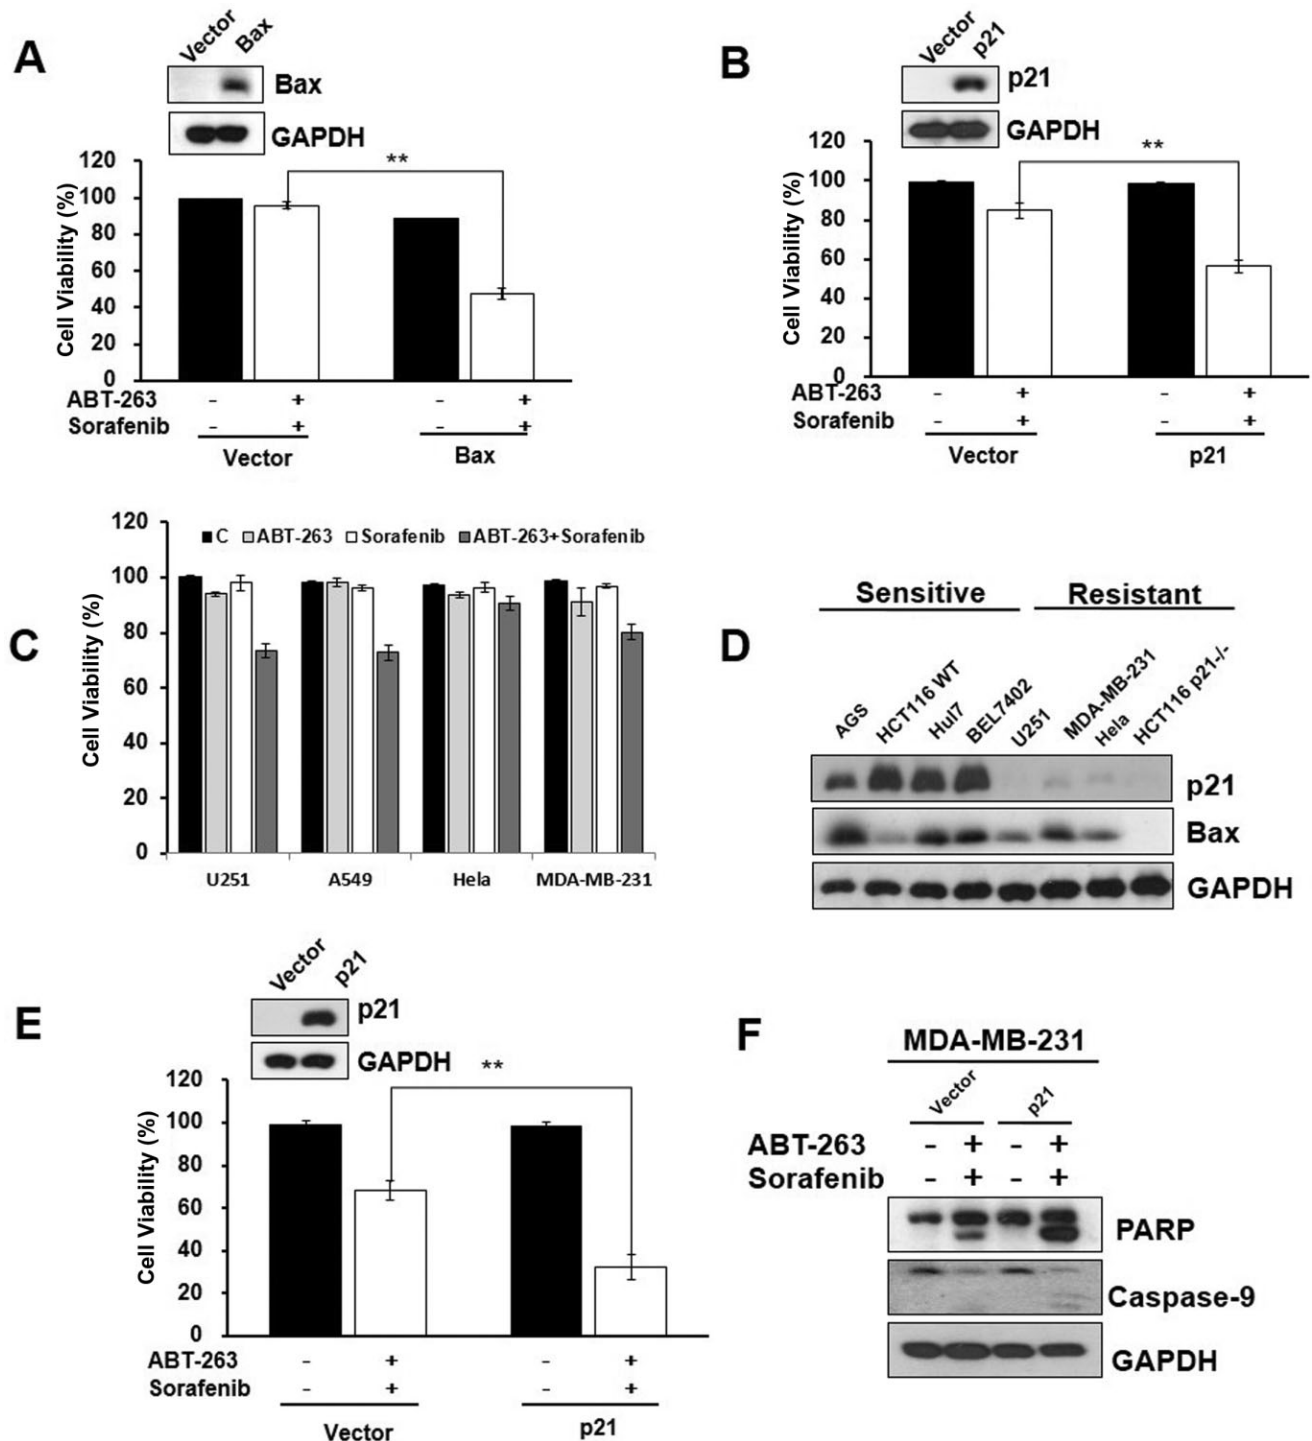 A
Vector Bax
Bax
GAPDH
**
Cell Viability (%)
120
100
80
60
40
20
0
ABT-263 - + - +
Sorafenib - + - +
Vector Bax
B
Vector p21
p21
GAPDH
**
Cell Viability (%)
120
100
80
60
40
20
0
ABT-263 - + - +
Sorafenib - + - +
Vector p21
C
C ABT-263 Sorafenib ABT-263+Sorafenib
Cell Viability (%)
120
100
80
60
40
20
0
U251 A549 Hela MDA-MB-231
D
Sensitive Resistant
AGS HCT116 WT Hul7 BEL7402 U251 MDA-MB-231 Hela HCT116 p21-/-
p21
Bax
GAPDH
E
Vector p21
p21
GAPDH
**
Cell Viability (%)
120
100
80
60
40
20
0
ABT-263 - + - +
Sorafenib - + - +
Vector p21
F
MDA-MB-231
Vector p21
ABT-263 - + - +
Sorafenib - + - +
PARP
Caspase-9
GAPDH